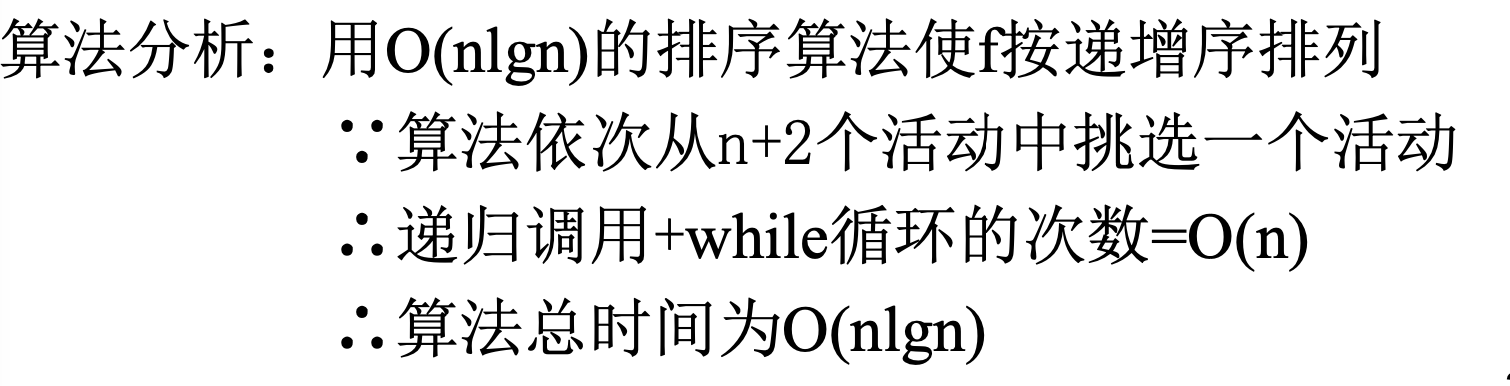 算法分析：用O(nlgn)的排序算法使f按递增序排列
∵算法依次从n+2个活动中挑选一个活动
∴递归调用+while循环的次数=O(n)
∴算法总时间为O(nlgn)